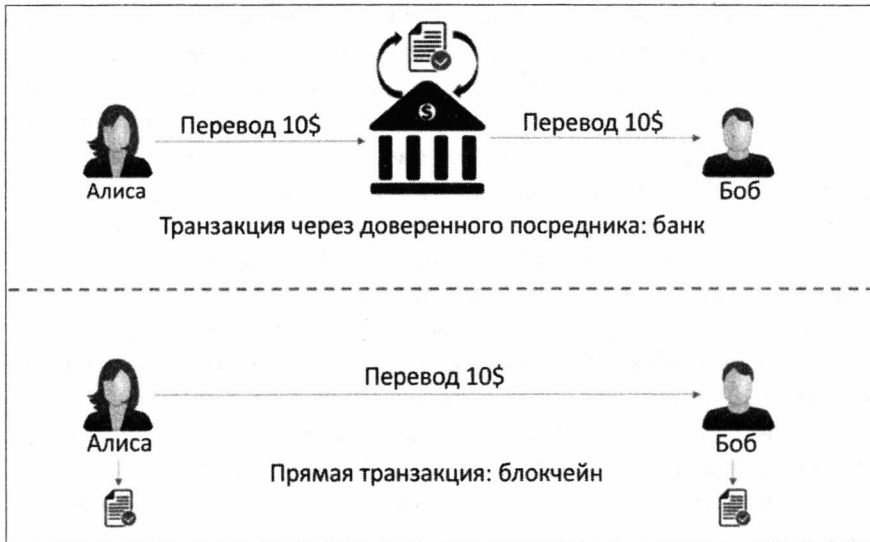 $
Перевод 10$
Перевод 10$
Алиса
Боб
Транзакция через доверенного посредника: банк
Перевод 10$
Алиса
Боб
Прямая транзакция: блокчейн